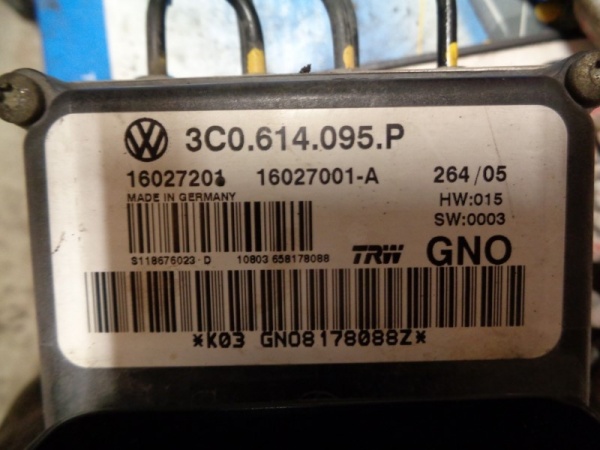 3C0.614.095.P
16027201 16027001-A 264/05
MADE IN GERMANY HW:015
SW:0003
S118676023-D 10803 658178088 TRW GNO
*K03 GNO8178088Z*